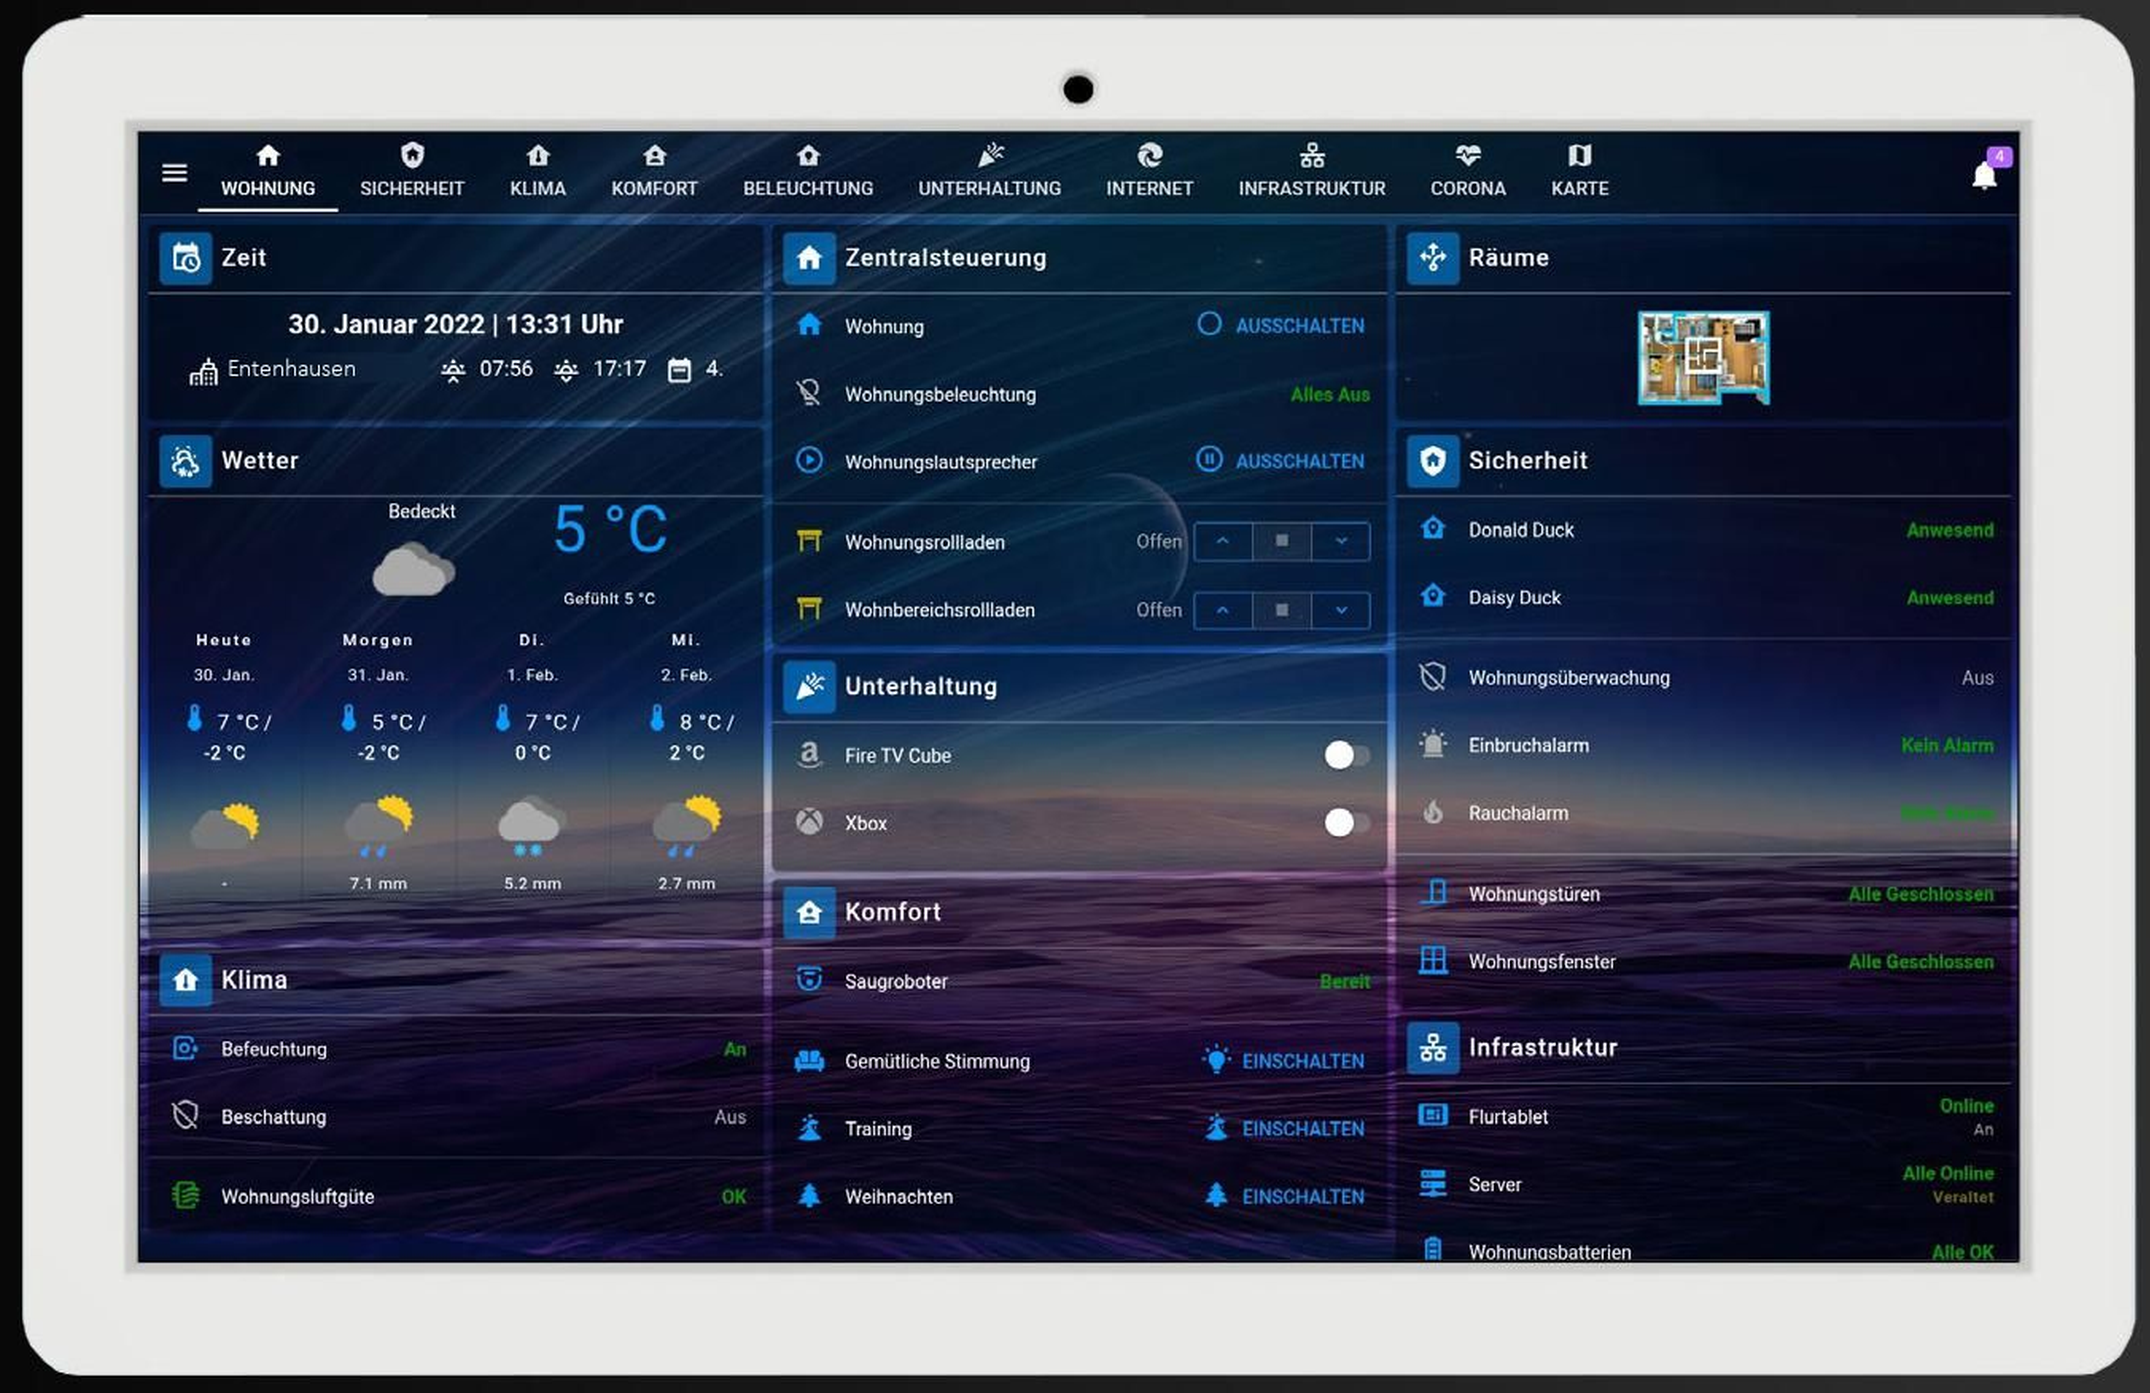 4
WOHNUNG
SICHERHEIT
KLIMA
KOMFORT
BELEUCHTUNG
UNTERHALTUNG
INTERNET
INFRASTRUKTUR
CORONA
KARTE
Zeit
30. Januar 2022 | 13:31 Uhr
Entenhausen 07:56 17:17 4.
Wetter
Bedeckt
5 °C
Gefühlt 5 °C
Heute Morgen Di. Mi.
30. Jan. 31. Jan. 1. Feb. 2. Feb.
7 °C / 5 °C / 7 °C / 8 °C /
-2 °C -2 °C 0 °C 2 °C
- 7.1 mm 5.2 mm 2.7 mm
Klima
Befeuchtung An
Beschattung Aus
Wohnungsluftgüte OK
Zentralsteuerung
Wohnung AUSSCHALTEN
Wohnungsbeleuchtung Alles Aus
Wohnungslautsprecher AUSSCHALTEN
Wohnungsrollladen Offen
Wohnbereichsrollladen Offen
Unterhaltung
a Fire TV Cube
Xbox
Komfort
Saugroboter Bereit
Gemütliche Stimmung EINSCHALTEN
Training EINSCHALTEN
Weihnachten EINSCHALTEN
Räume
Sicherheit
Donald Duck Anwesend
Daisy Duck Anwesend
Wohnungsüberwachung Aus
Einbruchalarm Kein Alarm
Rauchalarm
Wohnungstüren Alle Geschlossen
Wohnungsfenster Alle Geschlossen
Infrastruktur
Flurtablet Online
An
Server Alle Online
Veraltet
Wohnungsbatterien Alle OK